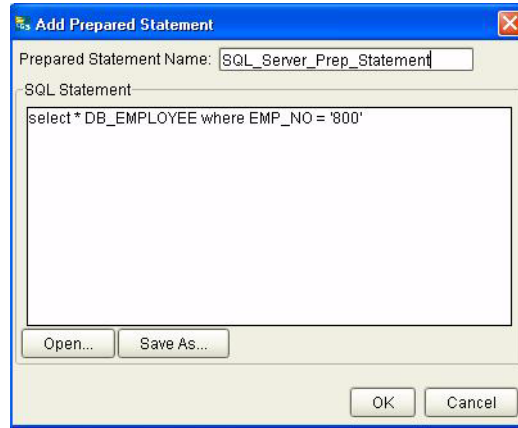 Add Prepared Statement
Prepared Statement Name: SQL_Server_Prep_Statement
SQL Statement
select * DB_EMPLOYEE where EMP_NO = '800'
Open... Save As...
OK Cancel